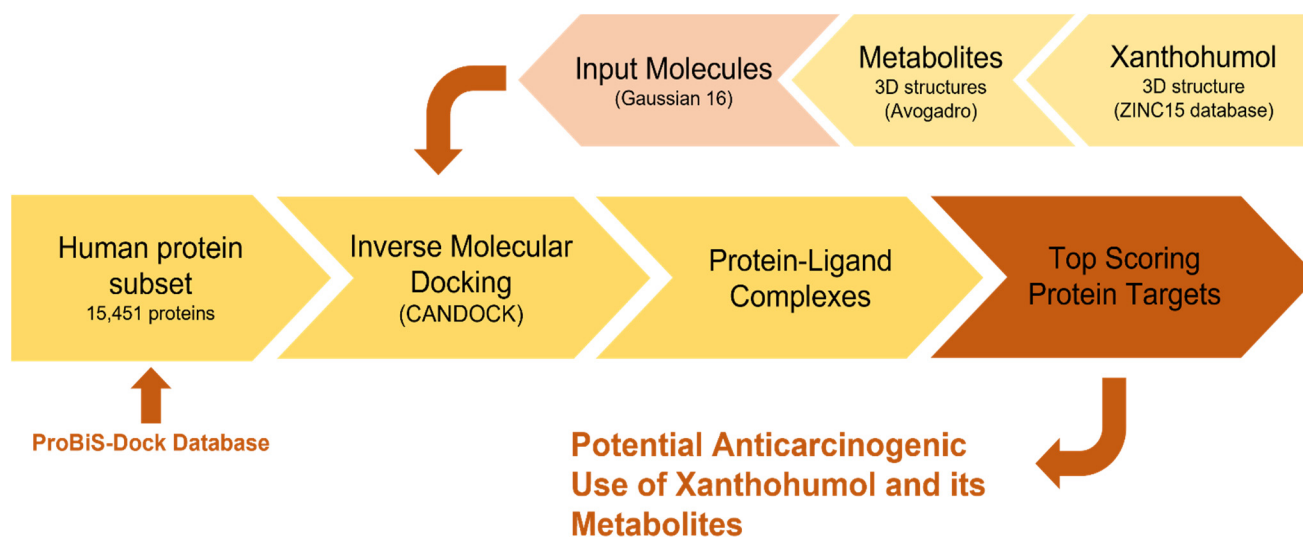 Input Molecules
(Gaussian 16)
Metabolites
3D structures
(Avogadro)
Xanthohumol
3D structure
(ZINC15 database)
Human protein
subset
15,451 proteins
Inverse Molecular
Docking
(CANDOCK)
Protein-Ligand
Complexes
Top Scoring
Protein Targets
ProBiS-Dock Database
Potential Anticarcinogenic
Use of Xanthohumol and its
Metabolites